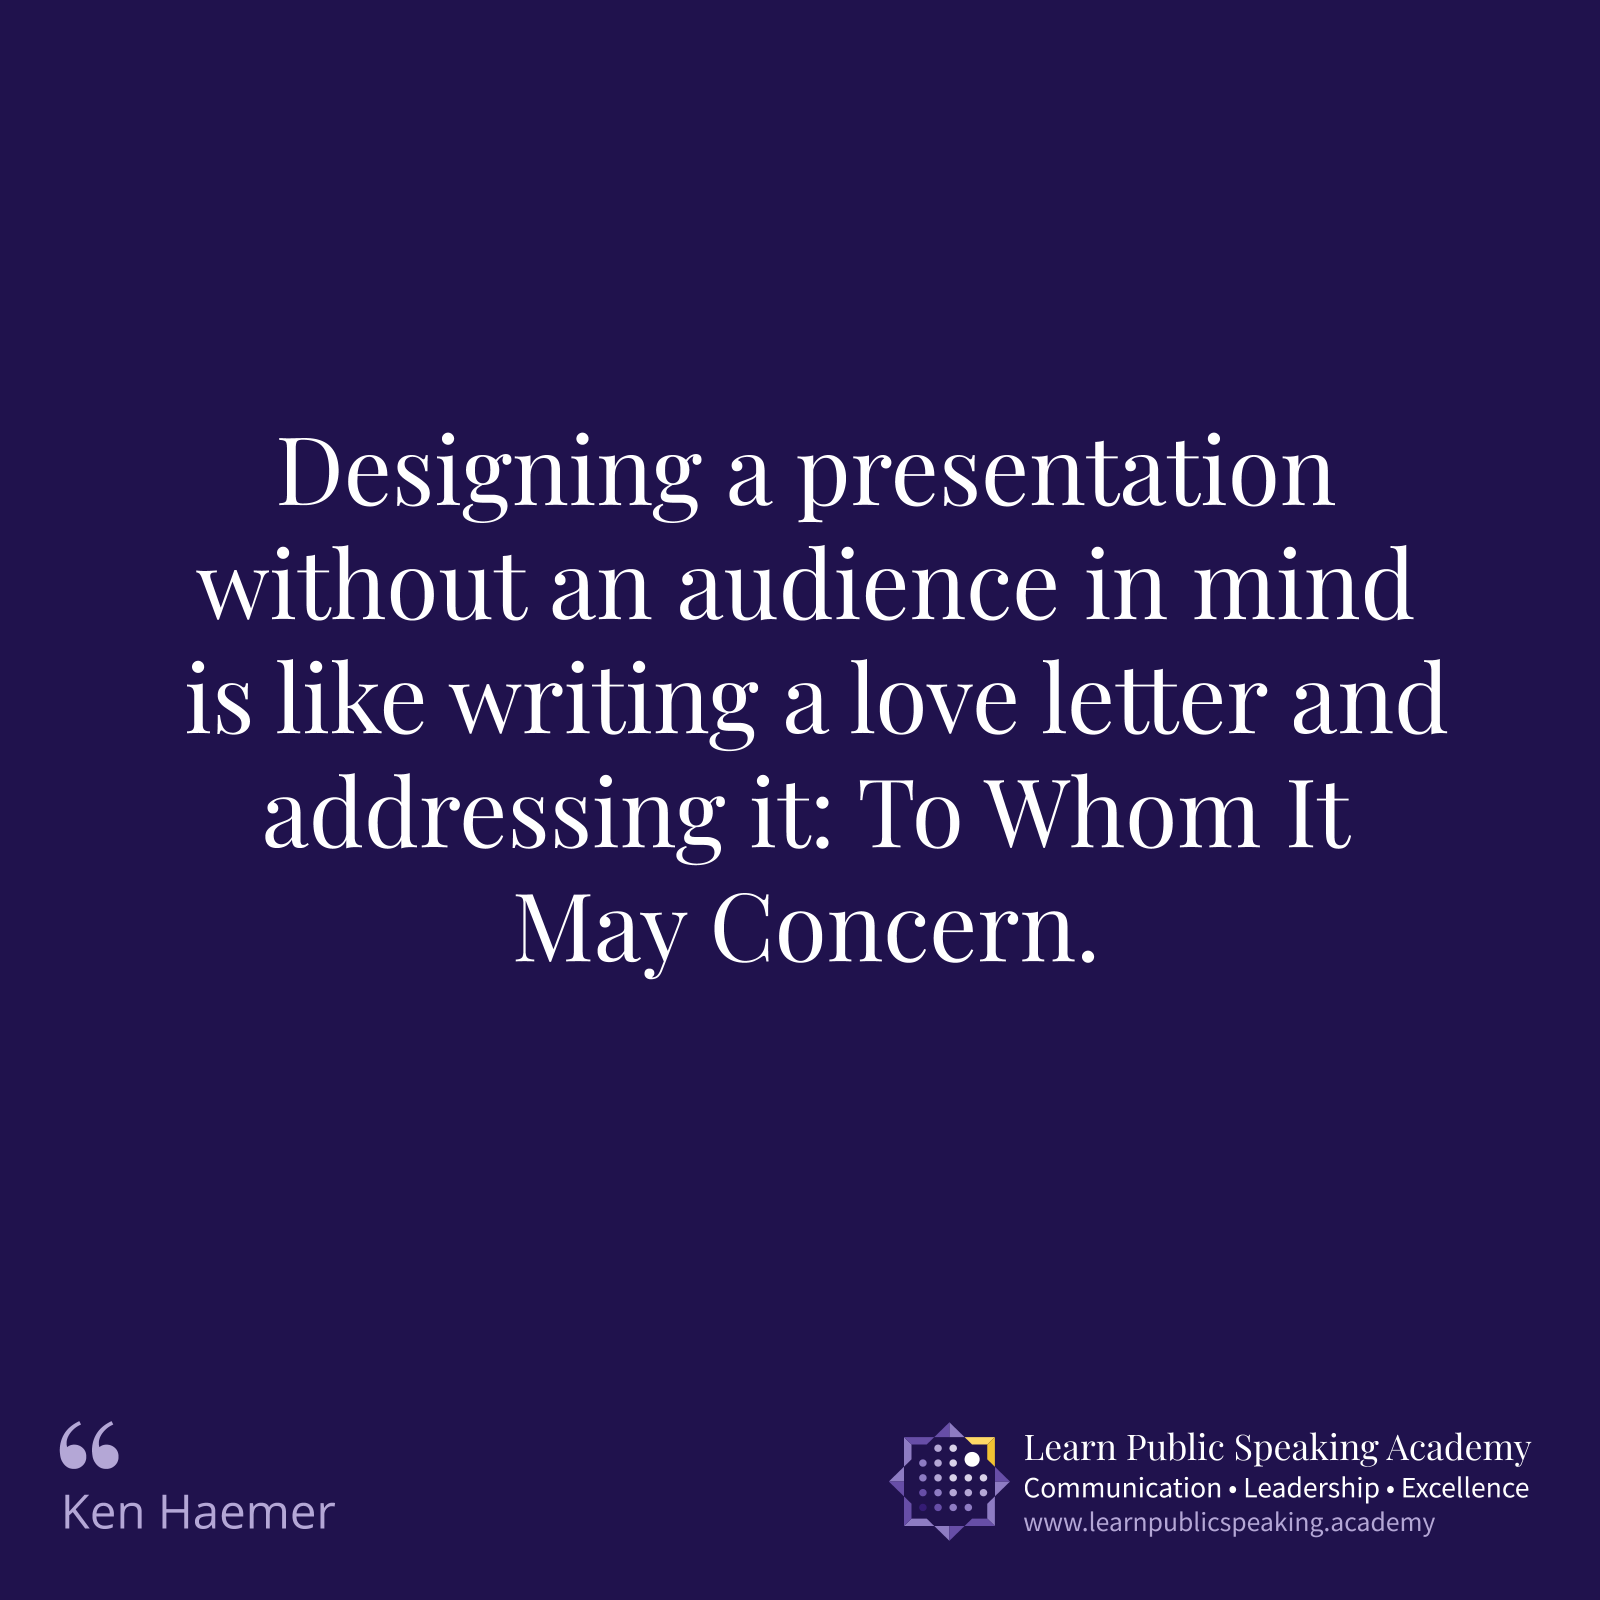 Designing a presentation
without an audience in mind
is like writing a love letter and
addressing it: To Whom It
May Concern.
“
Ken Haemer
Learn Public Speaking Academy
Communication • Leadership • Excellence
www.learnpublicspeaking.academy